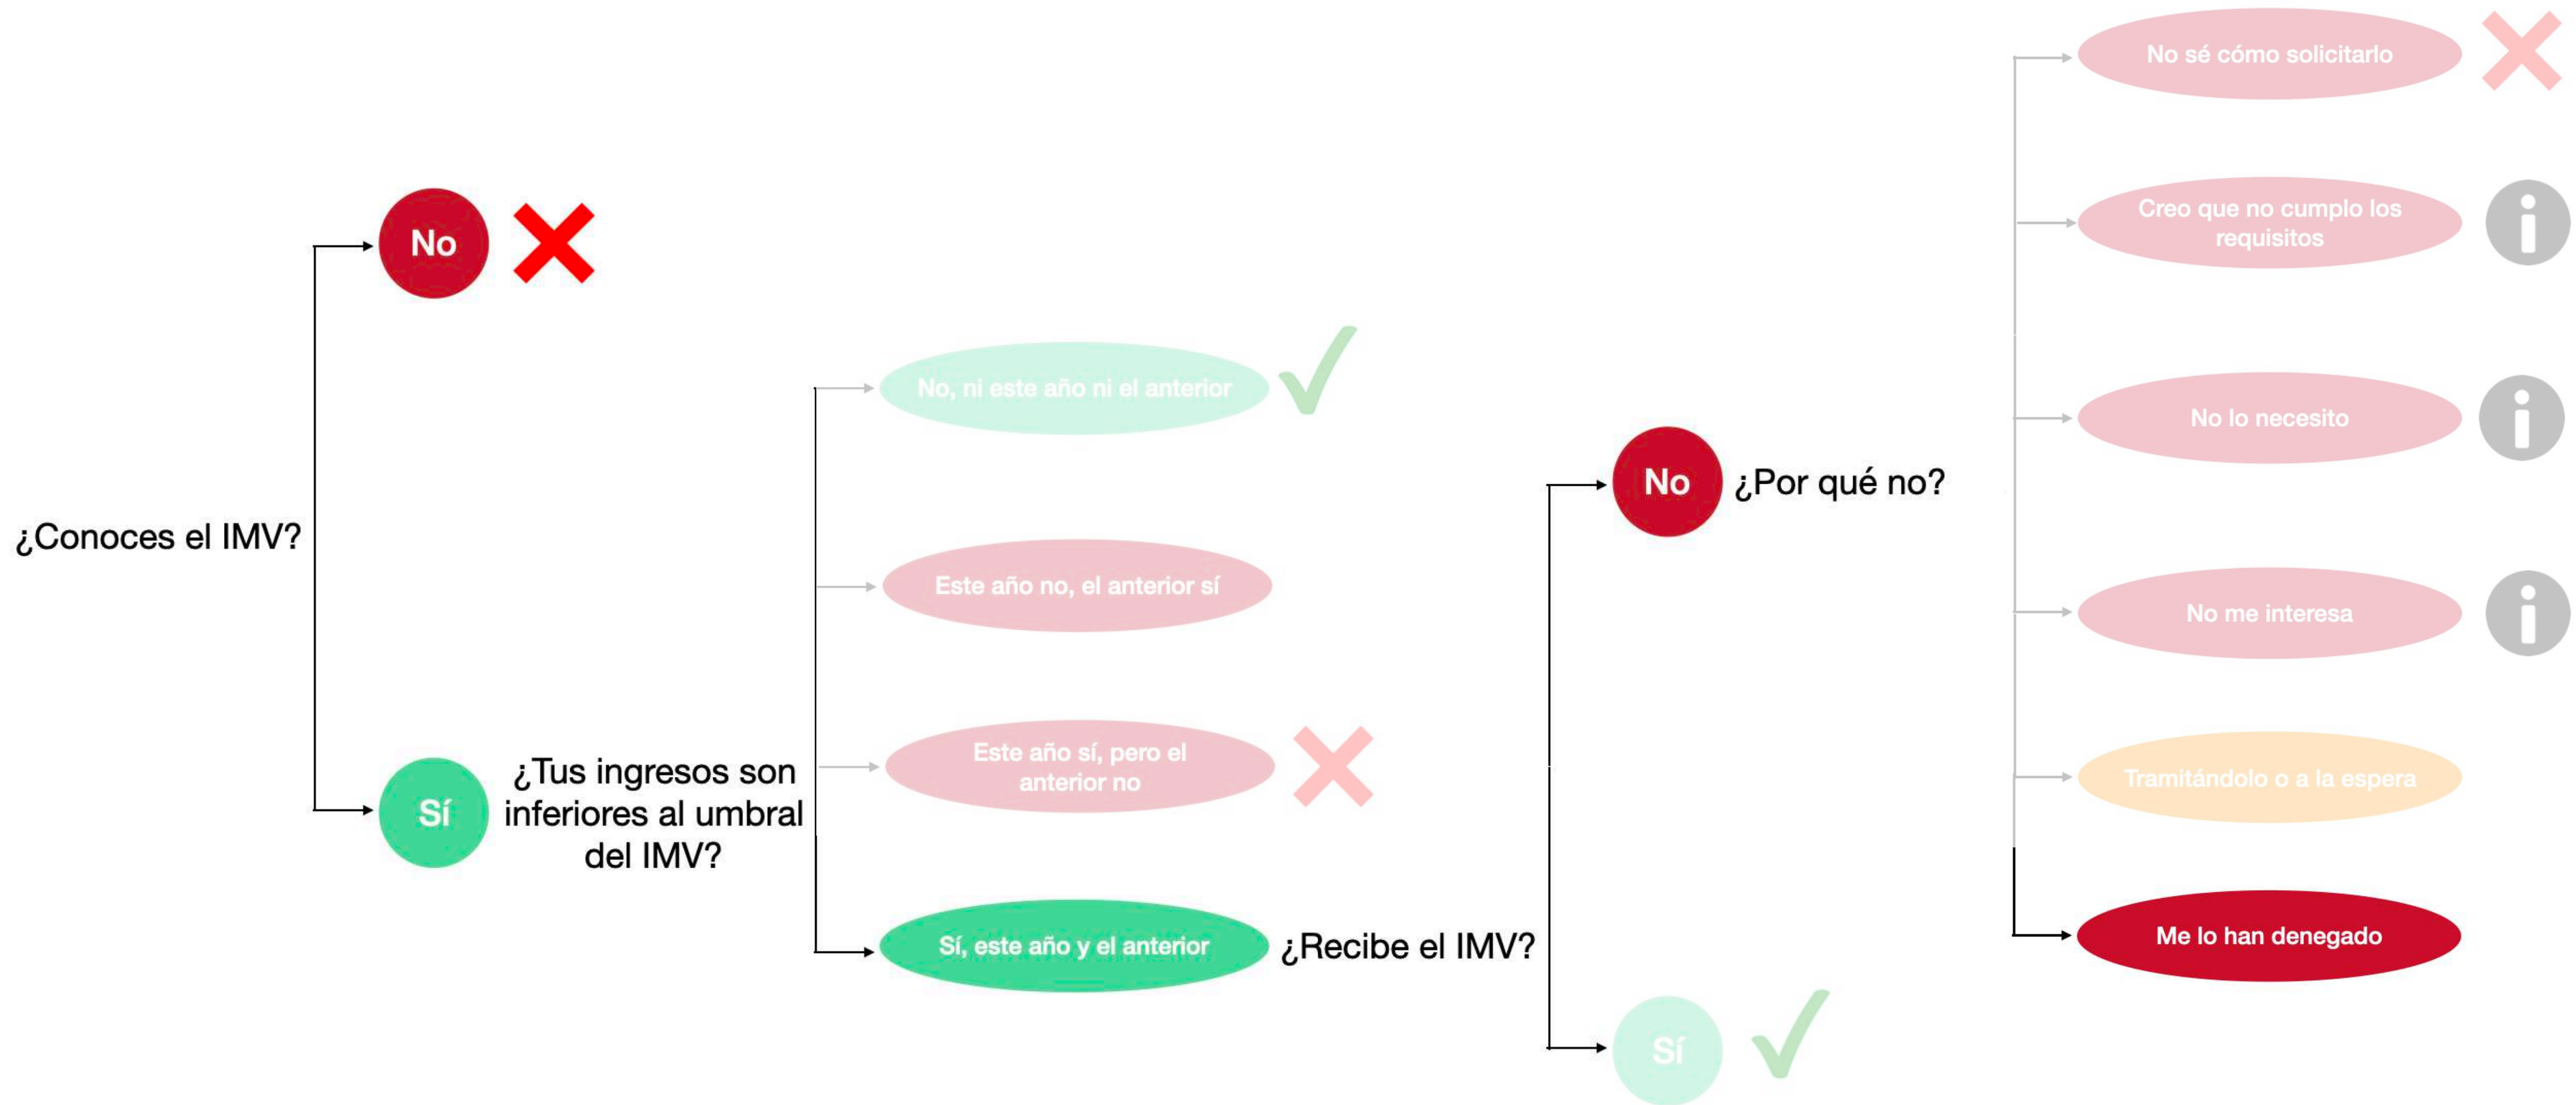 ¿Conoces el IMV?
No
Sí
¿Tus ingresos son
inferiores al umbral
del IMV?
No, ni este año ni el anterior
Este año no, el anterior sí
Este año sí, pero el
anterior no
Sí, este año y el anterior
¿Recibe el IMV?
No
¿Por qué no?
Sí
No sé cómo solicitarlo
Creo que no cumplo los
requisitos
No lo necesito
No me interesa
Tramitándolo o a la espera
Me lo han denegado